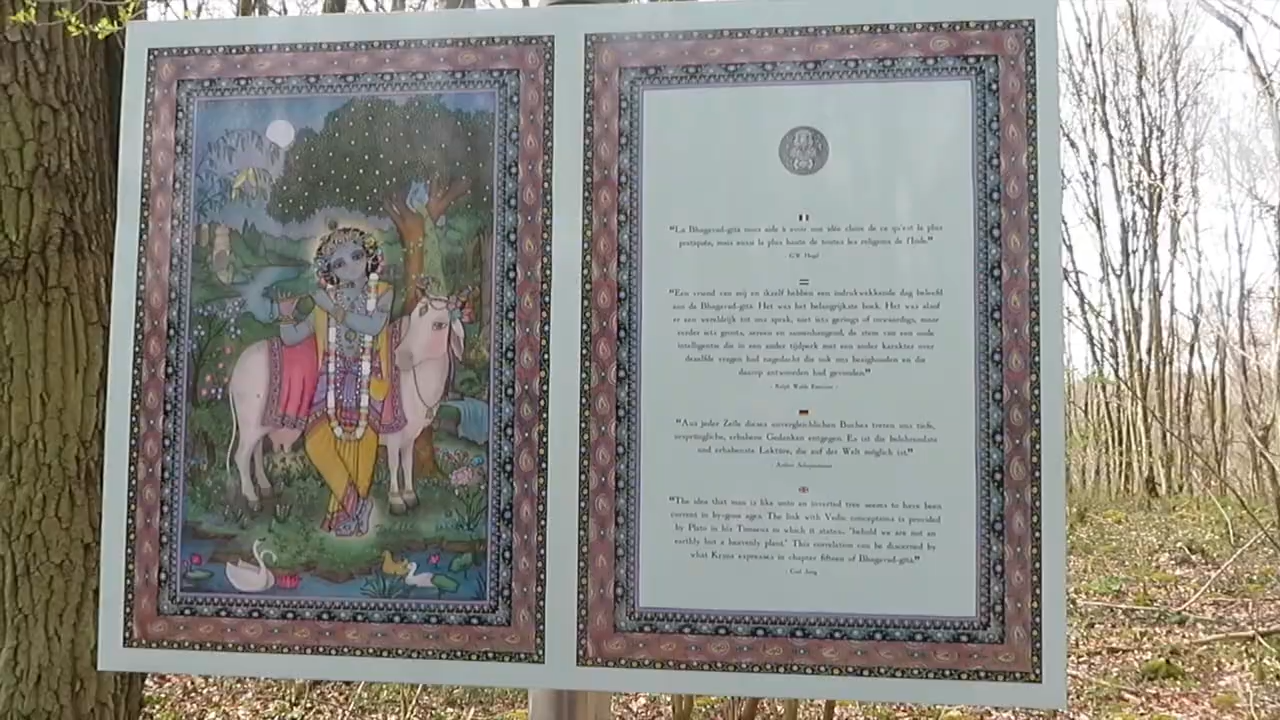 "La Bhagavad-gita nous aide à avoir une idée claire de ce qu'est la plus
pratiquée, mais aussi la plus haute de toutes les religions de l'Inde."
GW Hegel
"Een vriend van mij en ikzelf hebben een indrukwekkende dag beleefd
aan de Bhagavad-gita. Het was het belangrijkste boek. Het was alsof
er een wereldrijk tot ons sprak, niet iets gerings of onwaardigs, maar
eerder iets groots, sereen en samenhangend, de stem van een oude
intelligentie die in een ander tijdperk met een ander karakter over
dezelfde vragen had nagedacht die ook ons bezighouden en die
daarop antwoorden had gevonden."
- Ralph Waldo Emerson -
"Aus jeder Zeile dieses unvergleichlichen Buches treten uns tiefe,
ursprüngliche, erhabene Gedanken entgegen. Es ist die belohnendste
und erhabenste Lektüre, die auf der Welt möglich ist."
- Arthur Schopenhauer
"The idea that man is like unto an inverted tree seems to have been
current in by-gone ages. The link with Vedic conceptions is provided
by Plato in his Timaeus in which it states.. "behold we are not an
earthly but a heavenly plant." This correlation can be discerned by
what Krsna expresses in chapter fifteen of Bhagavad-gita."
- Carl Jung